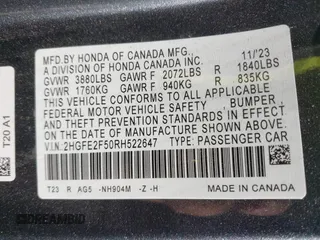 MFD.BY HONDA OF CANADA MFG., 11/'23
A DIVISION OF HONDA CANADA INC.
GVWR 3880LBS GAWR F 2072LBS R 1840LBS
GVWR 1760KG GAWR F 940KG R 835KG
THIS VEHICLE CONFORMS TO ALL APPLICABLE
FEDERAL MOTOR VEHICLE SAFETY, BUMPER,
AND THEFT PREVENTION STANDARDS IN EFFECT ON THE
DATE OF MANUFACTURE SHOWN ABOVE.
V.I.N. 2HGFE2F50RH522647 TYPE: PASSENGER CAR
T23 R AG5 -NH904M -Z -H
MADE IN CANADA
T20 A1
DREAMBID